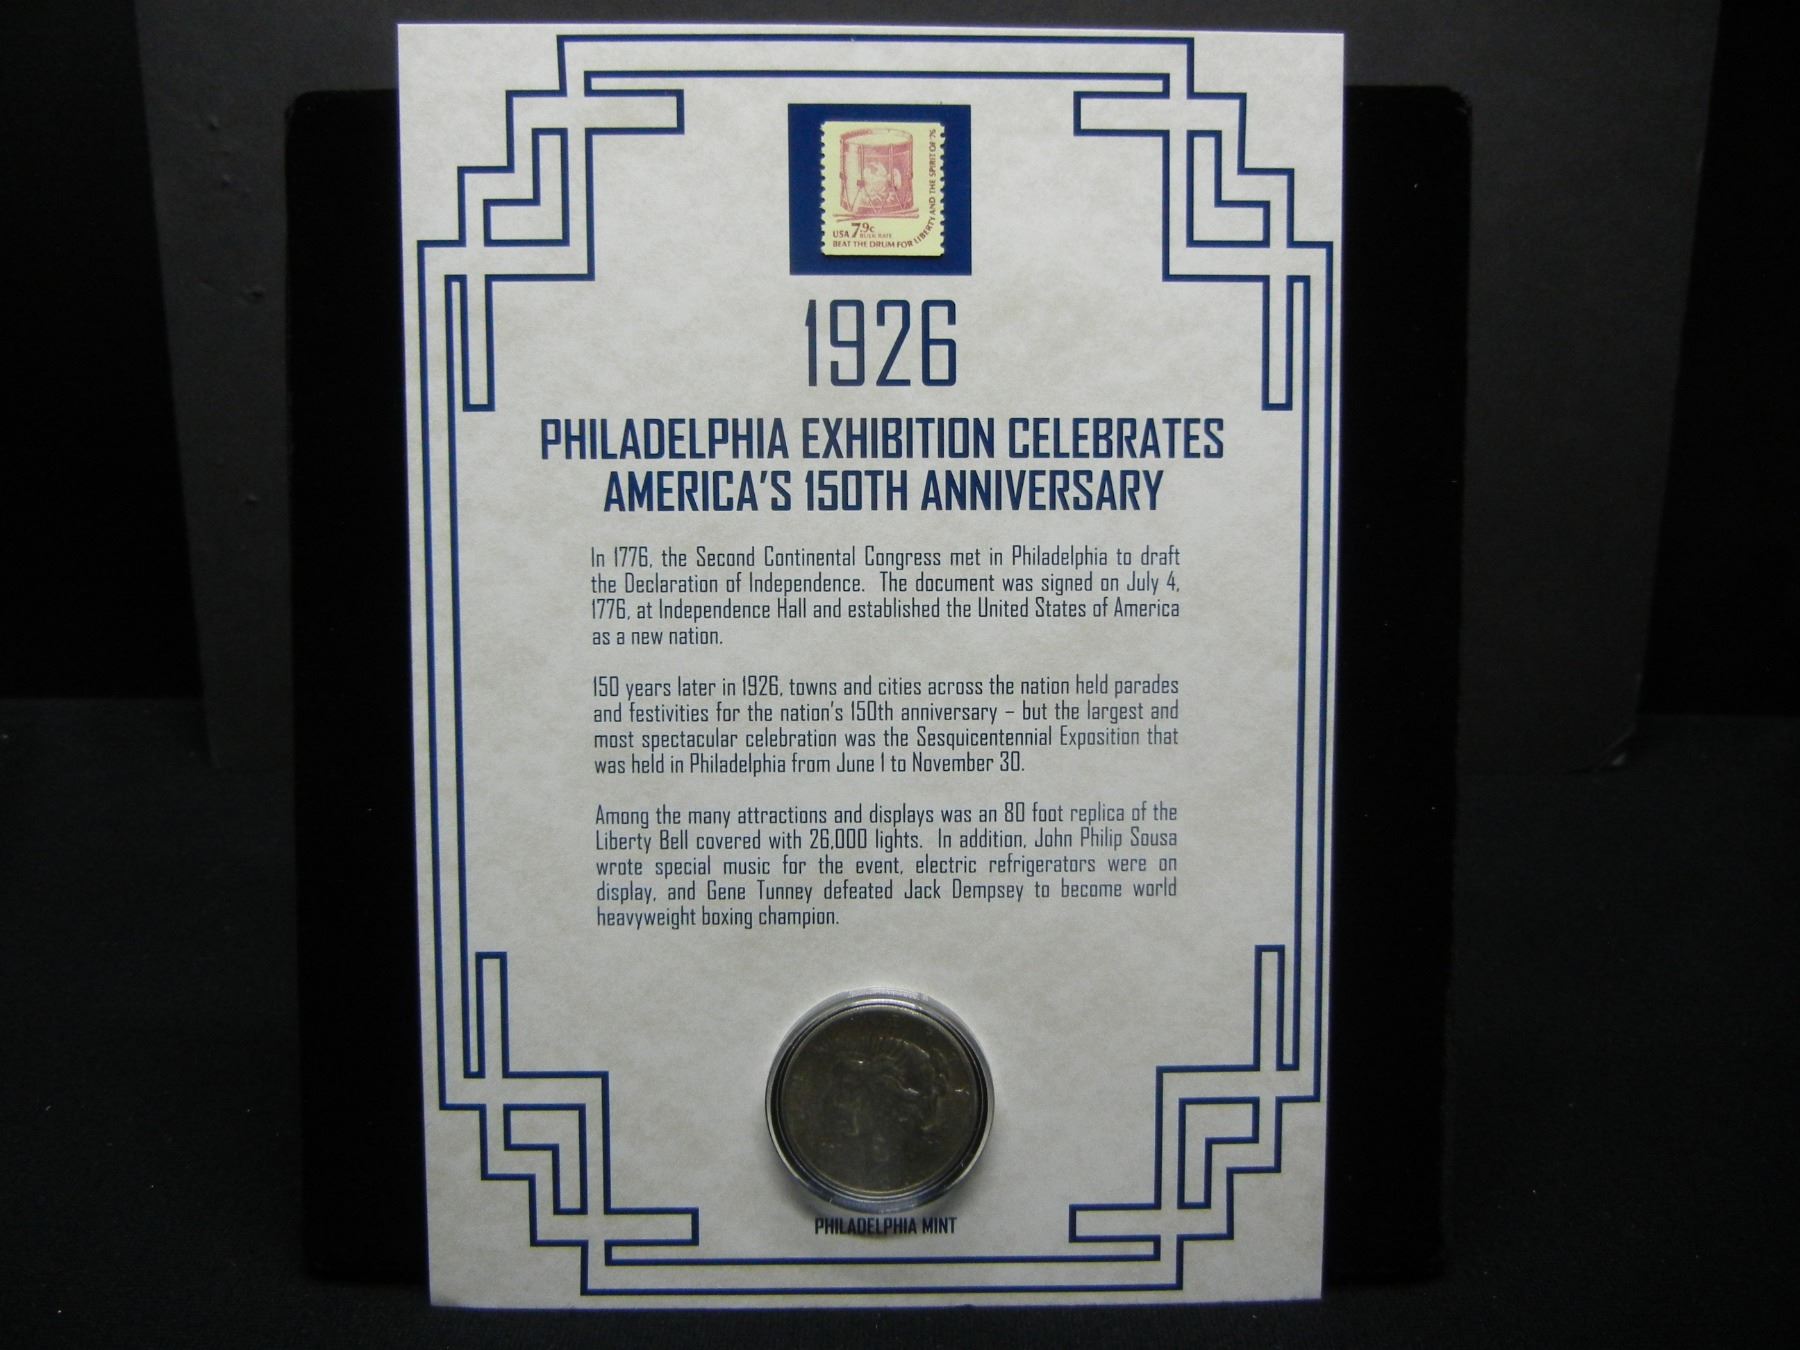 USA 7.9c
BULK RATE
BEAT THE DRUM FOR LIBERTY AND THE SPIRIT OF '76
1926
PHILADELPHIA EXHIBITION CELEBRATES
AMERICA'S 150TH ANNIVERSARY
In 1776, the Second Continental Congress met in Philadelphia to draft
the Declaration of Independence. The document was signed on July 4,
1776, at Independence Hall and established the United States of America
as a new nation.
150 years later in 1926, towns and cities across the nation held parades
and festivities for the nation's 150th anniversary – but the largest and
most spectacular celebration was the Sesquicentennial Exposition that
was held in Philadelphia from June 1 to November 30.
Among the many attractions and displays was an 80 foot replica of the
Liberty Bell covered with 26,000 lights. In addition, John Philip Sousa
wrote special music for the event, electric refrigerators were on
display, and Gene Tunney defeated Jack Dempsey to become world
heavyweight boxing champion.
PHILADELPHIA MINT